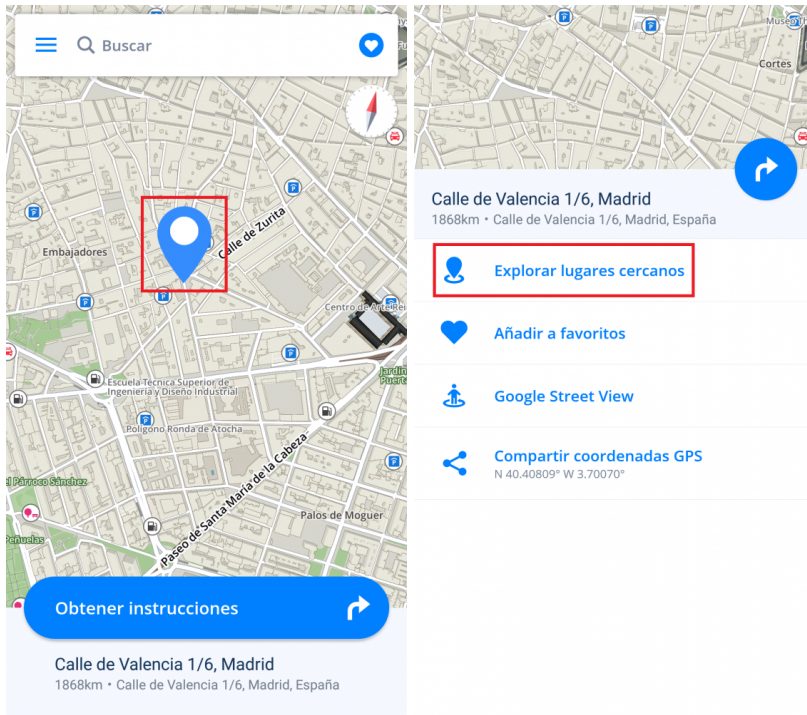 Buscar
Calle de Zurita
Embajadores
Centro de Arte Rei
Jardin
Puerta
Escuela Técnica Superior de
Ingeniería y Diseño Industrial
Polígono Ronda de Atocha
el Párroco Sánchez
Paseo de Santa María de la Cabeza
Palos de Moguer
Peñuelas
Obtener instrucciones
Calle de Valencia 1/6, Madrid
1868km • Calle de Valencia 1/6, Madrid, España
Cortes
Calle de Valencia 1/6, Madrid
1868km • Calle de Valencia 1/6, Madrid, España
Explorar lugares cercanos
Añadir a favoritos
Google Street View
Compartir coordenadas GPS
N 40.40809° W 3.70070°